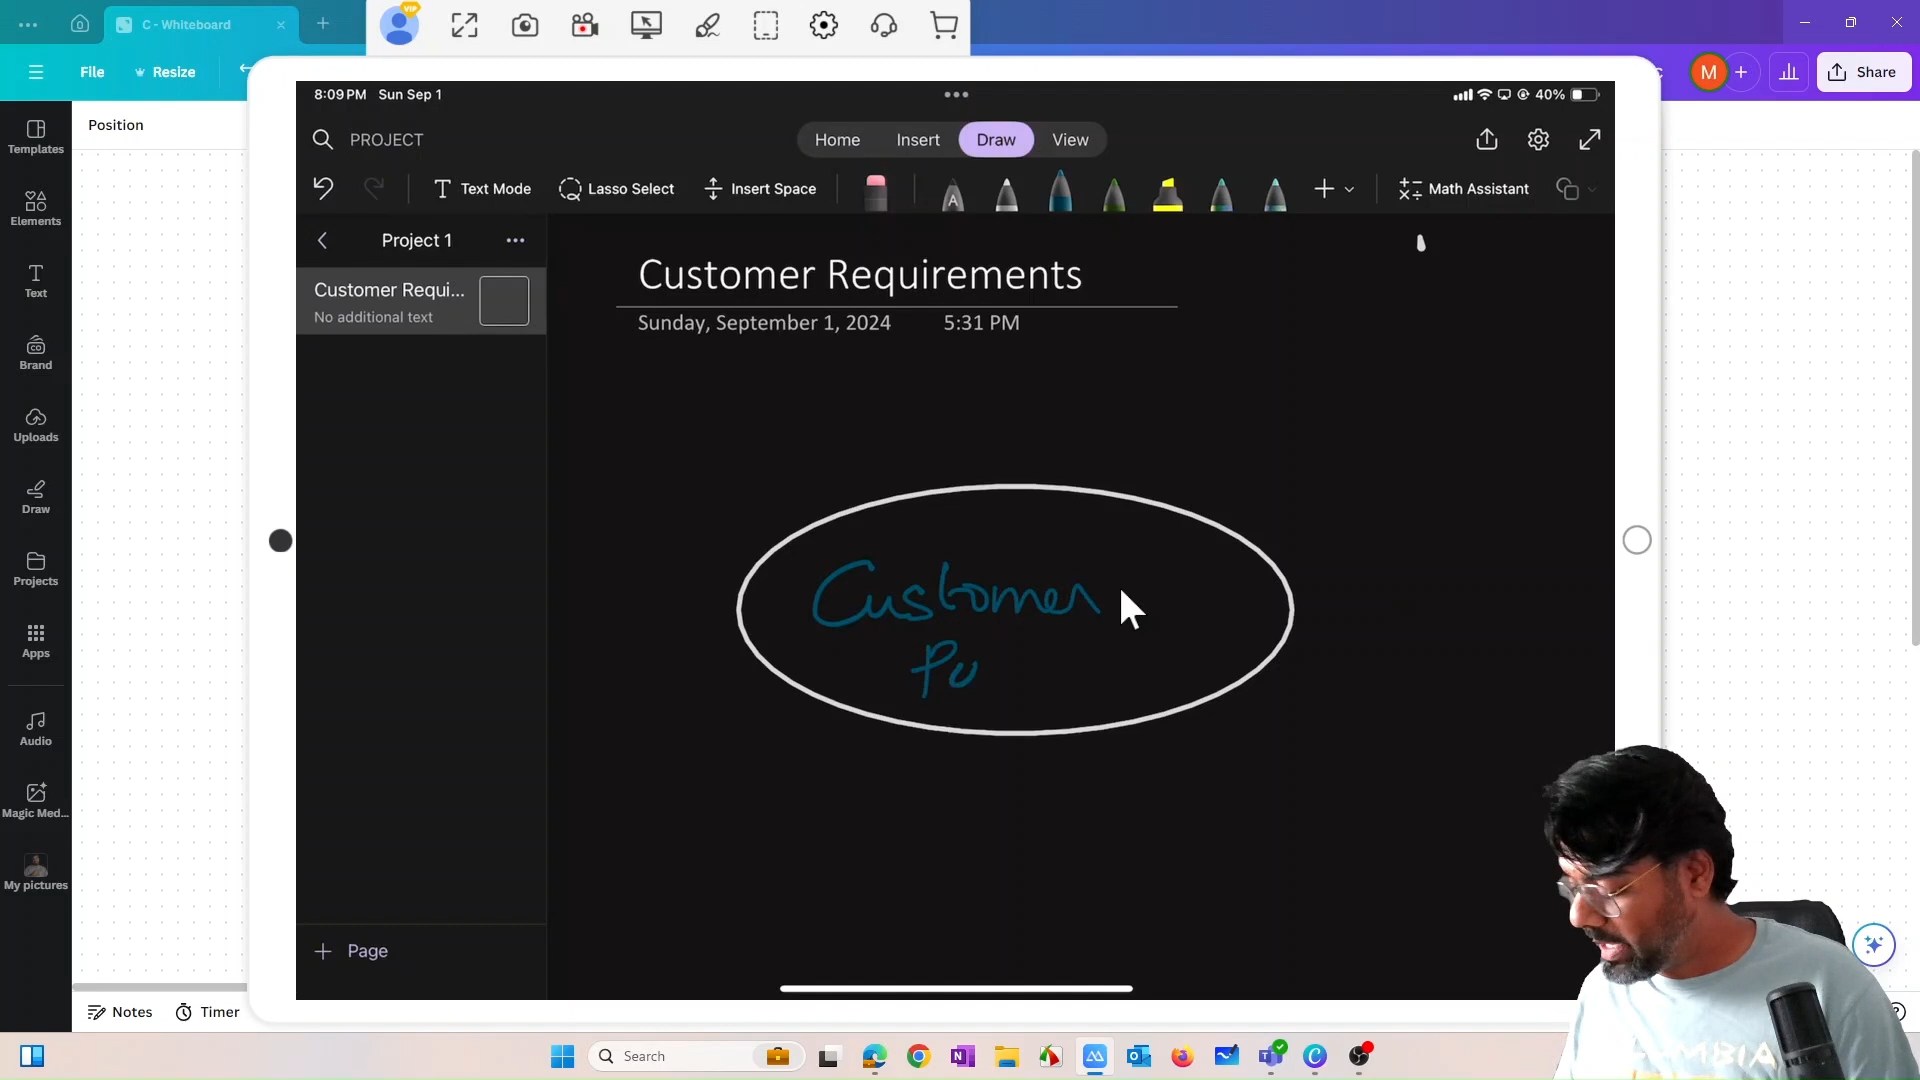 C - Whiteboard
VIP
File
Resize
M
Share
Position
Templates
Elements
Text
Brand
Uploads
Draw
Projects
Apps
Audio
Magic Med...
My pictures
8:09 PM Sun Sep 1
40%
PROJECT
Home Insert Draw View
Text Mode Lasso Select Insert Space
A
Math Assistant
Project 1
Customer Requi...
No additional text
Customer Requirements
Sunday, September 1, 2024 5:31 PM
Customer
Po
Page
Notes Timer
Search